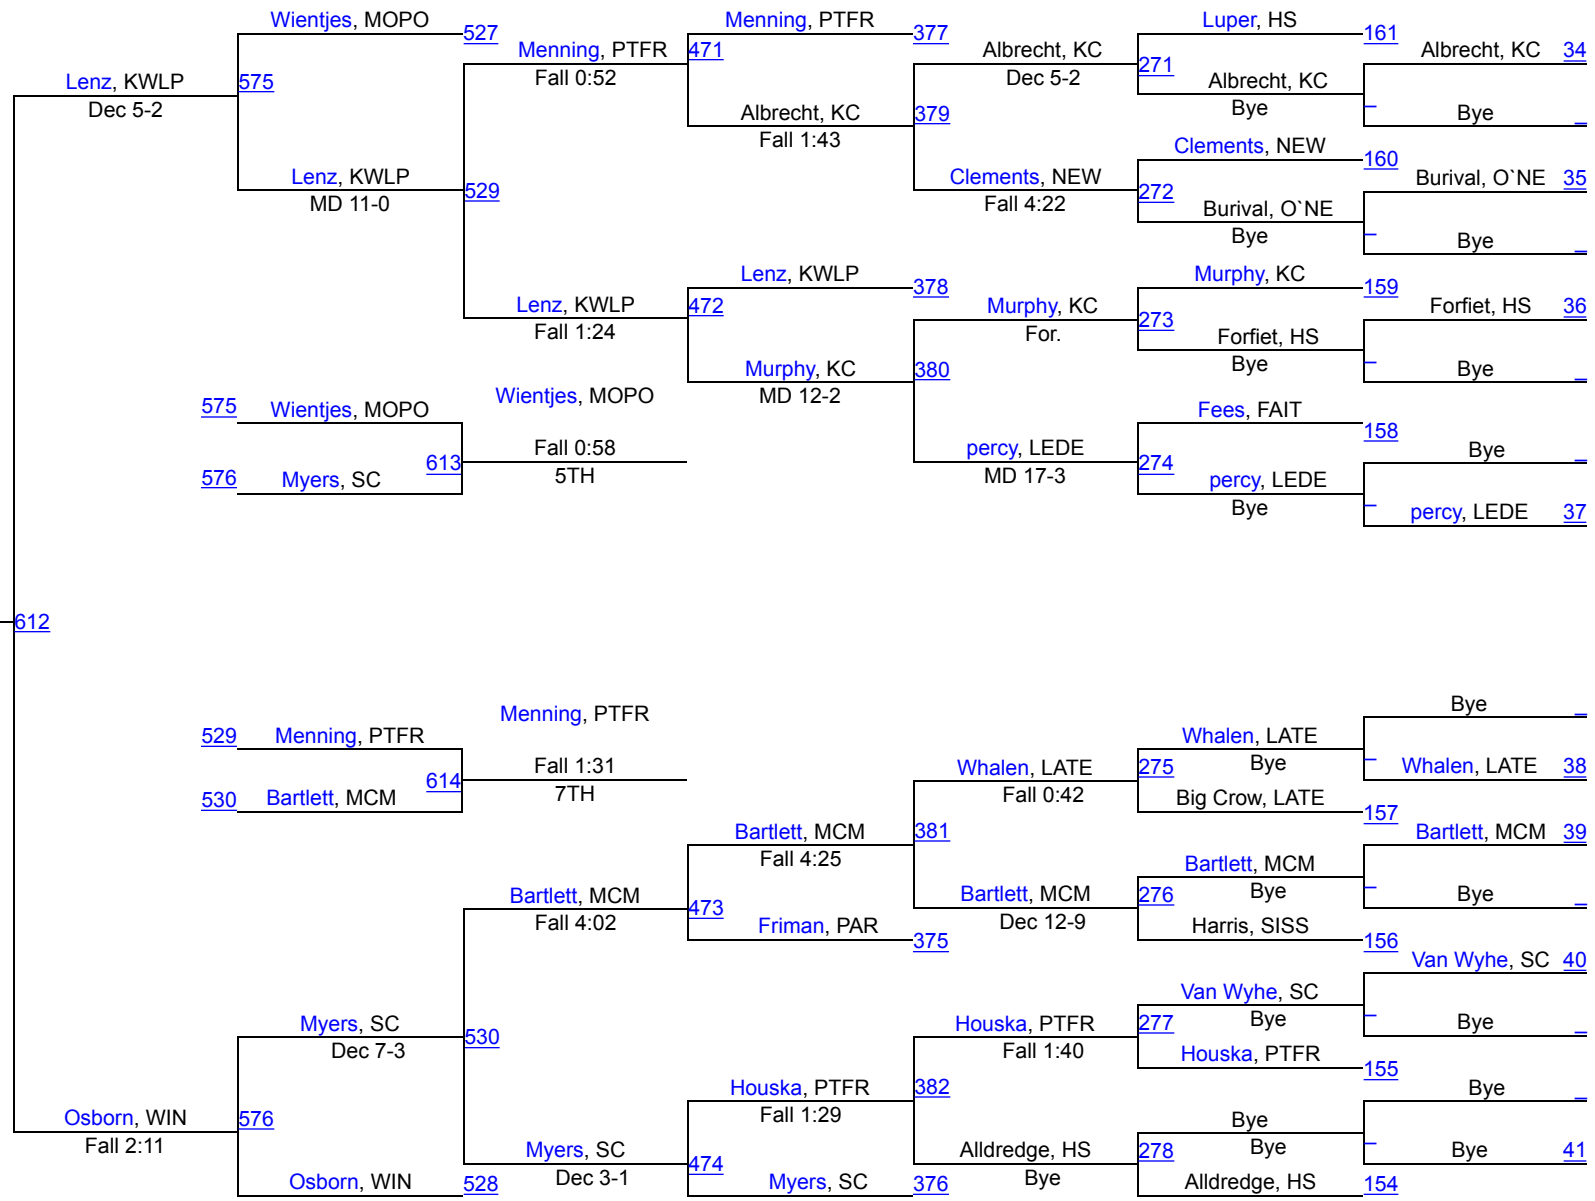 Wientjes, MOPO
527
Menning, PTFR
377
Luper, HS
161
Menning, PTFR
471
Fall 0:52
Albrecht, KC
Dec 5-2
271
Albrecht, KC
34
Lenz, KWLP
575
Dec 5-2
Albrecht, KC
Bye
_
Albrecht, KC
379
Fall 1:43
Bye
_
Clements, NEW
160
Lenz, KWLP
529
MD 11-0
Clements, NEW
272
Fall 4:22
Burival, O`NE
35
Burival, O`NE
Bye
_
Bye
_
Lenz, KWLP
378
Murphy, KC
159
Lenz, KWLP
472
Fall 1:24
Murphy, KC
273
For.
Forfiet, HS
36
Forfiet, HS
Bye
_
Murphy, KC
380
MD 12-2
Bye
_
575
Wientjes, MOPO
Wientjes, MOPO
Fees, FAIT
158
613
Fall 0:58
5TH
percy, LEDE
274
MD 17-3
Bye
_
576
Myers, SC
percy, LEDE
Bye
_
percy, LEDE
37
612
Menning, PTFR
Bye
_
529
Menning, PTFR
Whalen, LATE
Bye
_
614
Fall 1:31
7TH
Whalen, LATE
275
Fall 0:42
Whalen, LATE
38
530
Bartlett, MCM
Big Crow, LATE
157
Bartlett, MCM
381
Fall 4:25
Bartlett, MCM
39
Bartlett, MCM
473
Fall 4:02
Bartlett, MCM
276
Dec 12-9
Bartlett, MCM
Bye
_
Bye
_
Friman, PAR
375
Harris, SISS
156
Van Wyhe, SC
40
Myers, SC
530
Dec 7-3
Houska, PTFR
277
Fall 1:40
Van Wyhe, SC
Bye
_
Bye
_
Houska, PTFR
155
Houska, PTFR
382
Fall 1:29
Bye
_
Osborn, WIN
576
Fall 2:11
Bye
Bye
_
Myers, SC
474
Dec 3-1
Alldredge, HS
278
Bye
Bye
41
Osborn, WIN
528
Myers, SC
376
Alldredge, HS
154